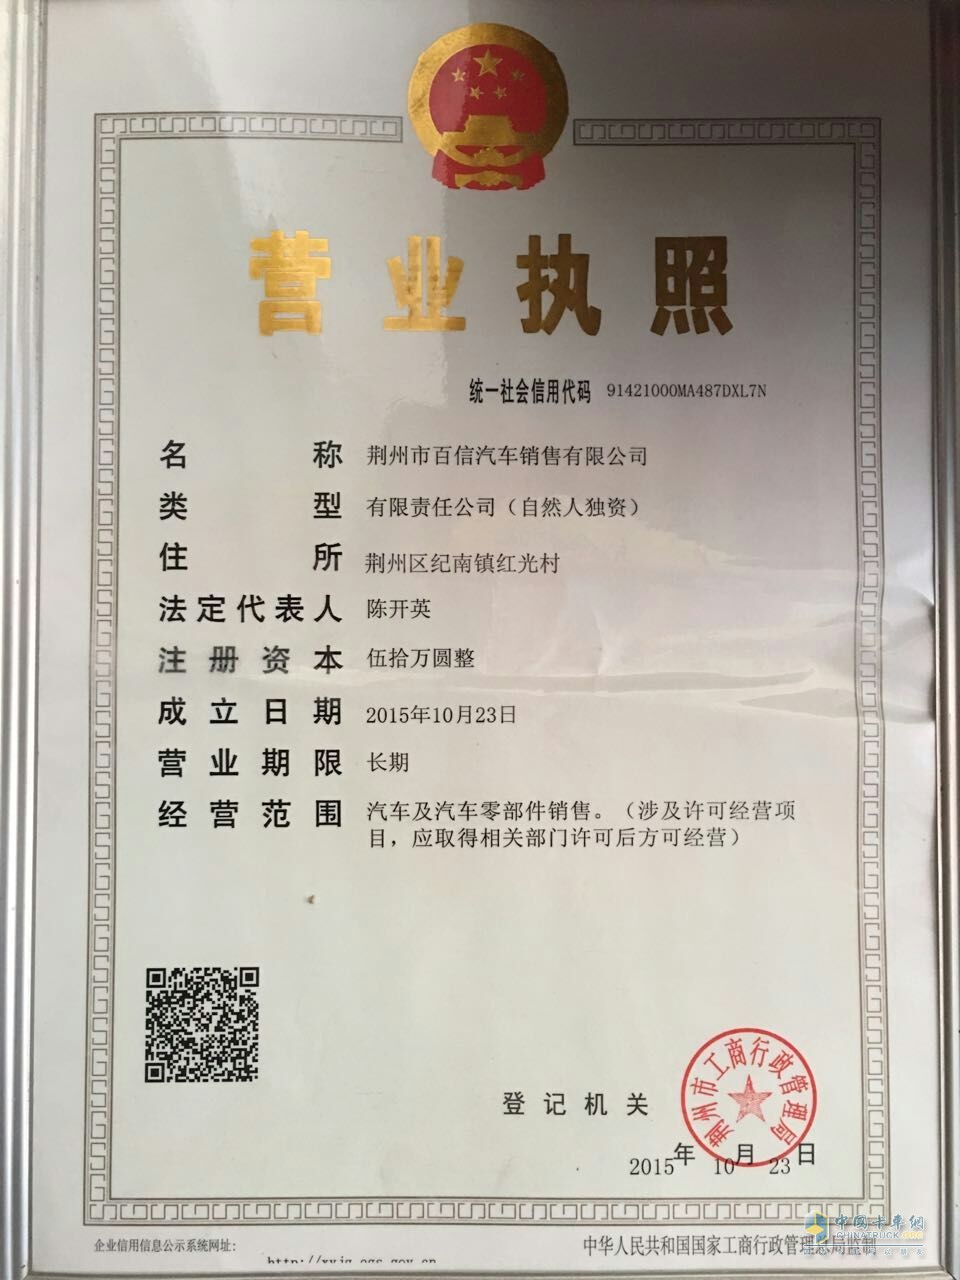 营业执照
统一社会信用代码 91421000MA487DXL7N
名称 荆州市百信汽车销售有限公司
类型 有限责任公司（自然人独资）
住所 荆州区纪南镇红光村
法定代表人 陈开英
注册资本 伍拾万圆整
成立日期 2015年10月23日
营业期限 长期
经营范围 汽车及汽车零部件销售。（涉及许可经营项
目，应取得相关部门许可后方可经营）
荆州市工商行政管理局
登记机关
2015年10月23日
企业信用信息公示系统网址：
中华人民共和国国家工商行政管理总局监制
中国卡车网
CHINATRUCK.ORG